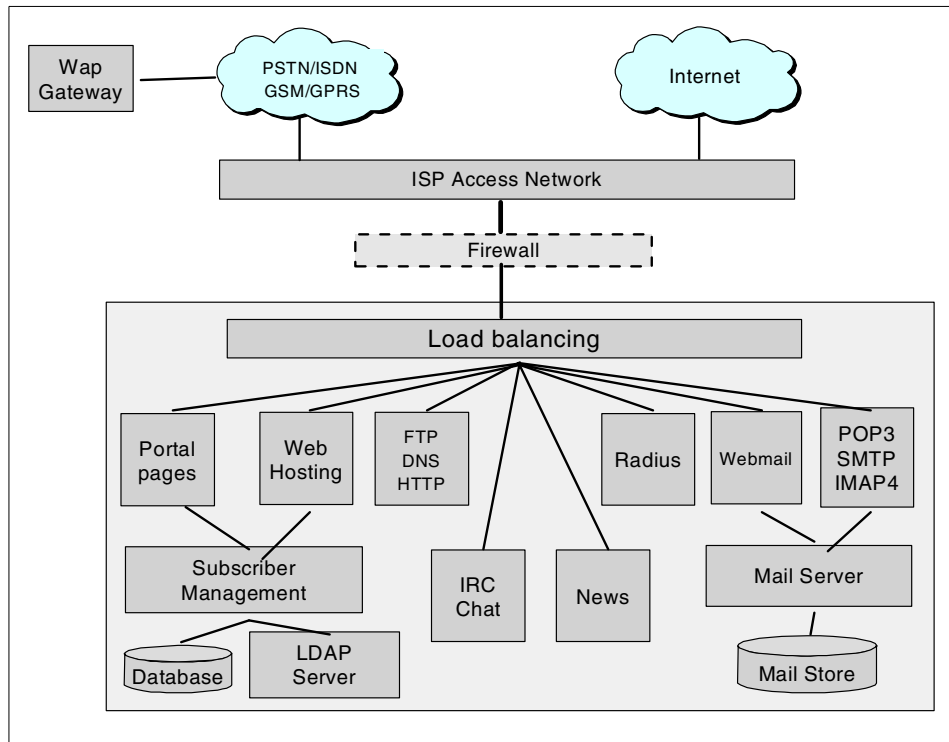 Wap
Gateway
PSTN/ISDN
GSM/GPRS
Internet
ISP Access Network
Firewall
Load balancing
Portal
pages
Web
Hosting
FTP
DNS
HTTP
Radius
Webmail
POP3
SMTP
IMAP4
Subscriber
Management
IRC
Chat
News
Mail Server
Database
LDAP
Server
Mail Store